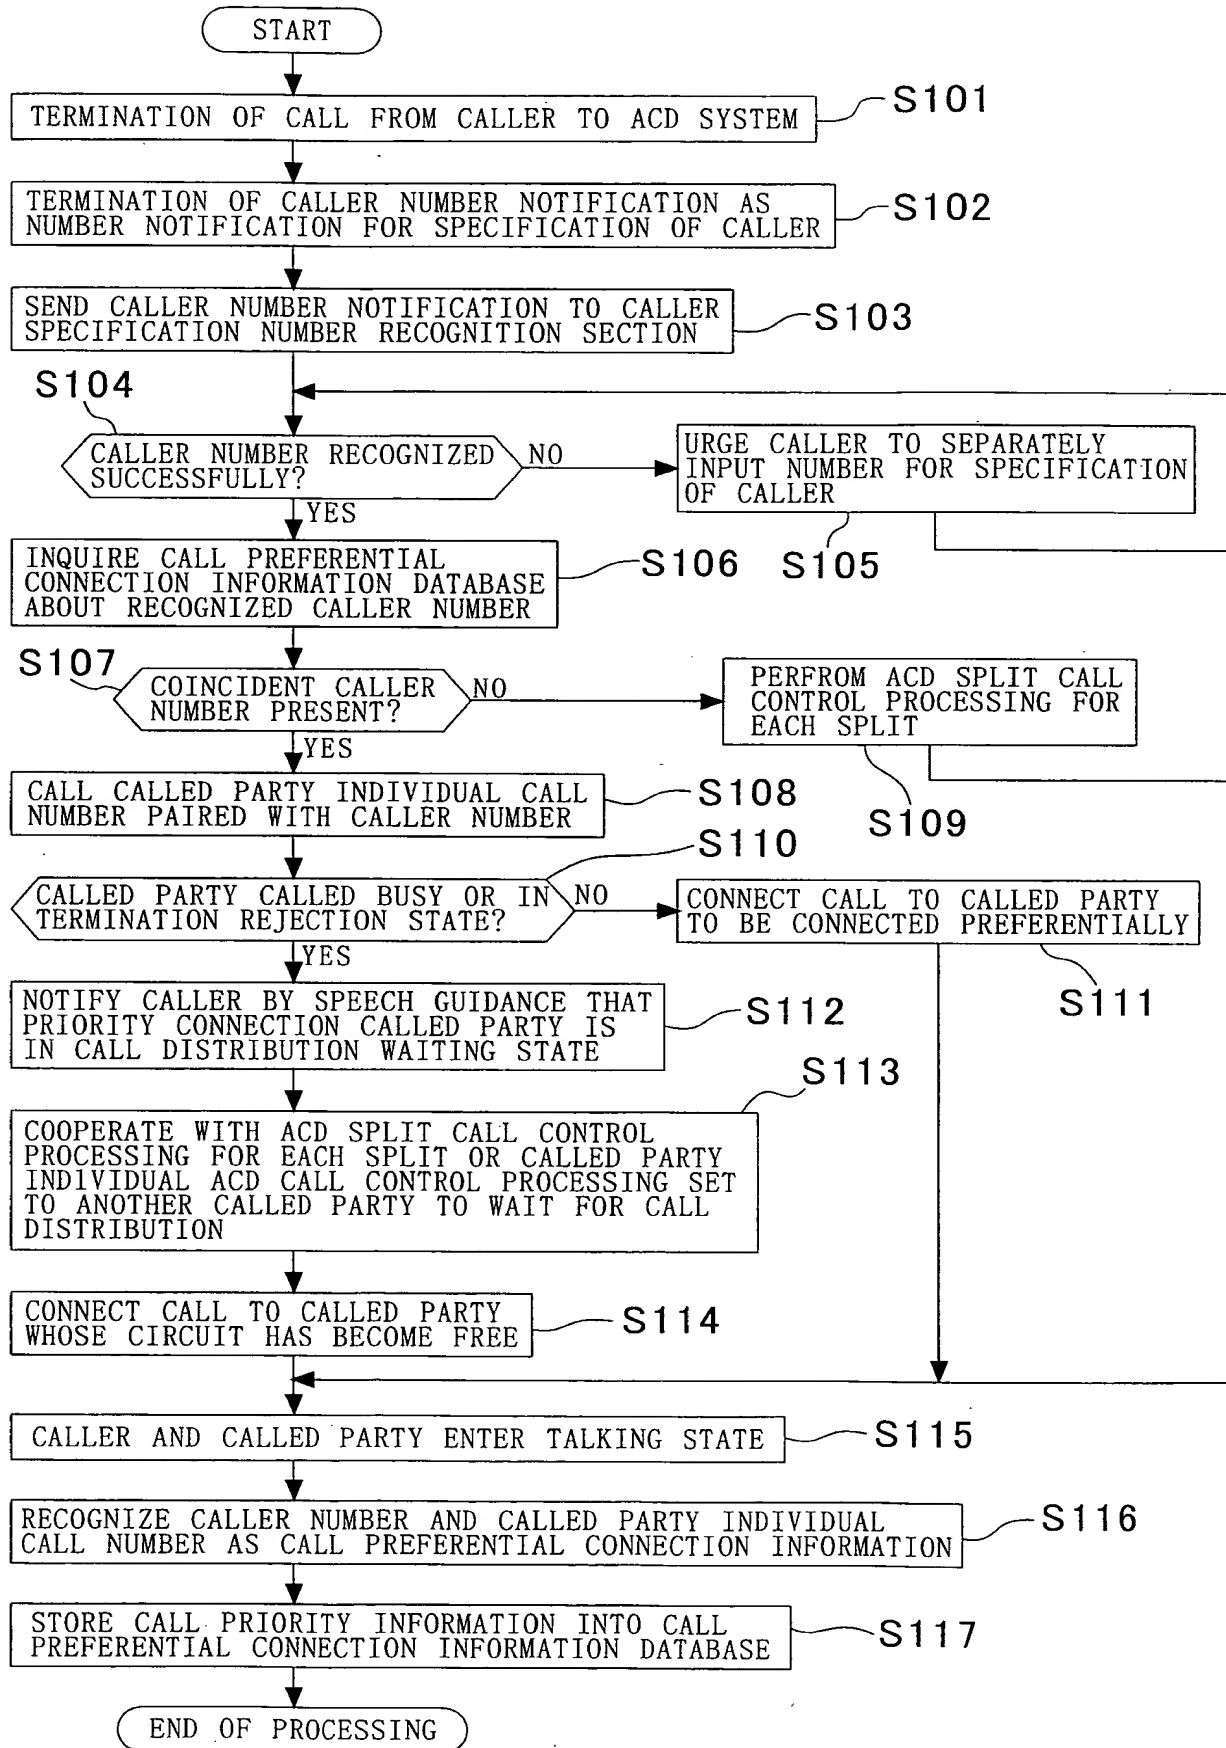 START
TERMINATION OF CALL FROM CALLER TO ACD SYSTEM
S101
TERMINATION OF CALLER NUMBER NOTIFICATION AS
NUMBER NOTIFICATION FOR SPECIFICATION OF CALLER
S102
SEND CALLER NUMBER NOTIFICATION TO CALLER
SPECIFICATION NUMBER RECOGNITION SECTION
S103
S104
CALLER NUMBER RECOGNIZED
SUCCESSFULLY?
NO
URGE CALLER TO SEPARATELY
INPUT NUMBER FOR SPECIFICATION
OF CALLER
S105
YES
INQUIRE CALL PREFERENTIAL
CONNECTION INFORMATION DATABASE
ABOUT RECOGNIZED CALLER NUMBER
S106
S107
COINCIDENT CALLER
NUMBER PRESENT?
NO
PERFROM ACD SPLIT CALL
CONTROL PROCESSING FOR
EACH SPLIT
S109
YES
CALL CALLED PARTY INDIVIDUAL CALL
NUMBER PAIRED WITH CALLER NUMBER
S108
S110
CALLED PARTY CALLED BUSY OR IN
TERMINATION REJECTION STATE?
NO
CONNECT CALL TO CALLED PARTY
TO BE CONNECTED PREFERENTIALLY
S111
YES
NOTIFY CALLER BY SPEECH GUIDANCE THAT
PRIORITY CONNECTION CALLED PARTY IS
IN CALL DISTRIBUTION WAITING STATE
S112
S113
COOPERATE WITH ACD SPLIT CALL CONTROL
PROCESSING FOR EACH SPLIT OR CALLED PARTY
INDIVIDUAL ACD CALL CONTROL PROCESSING SET
TO ANOTHER CALLED PARTY TO WAIT FOR CALL
DISTRIBUTION
CONNECT CALL TO CALLED PARTY
WHOSE CIRCUIT HAS BECOME FREE
S114
CALLER AND CALLED PARTY ENTER TALKING STATE
S115
RECOGNIZE CALLER NUMBER AND CALLED PARTY INDIVIDUAL
CALL NUMBER AS CALL PREFERENTIAL CONNECTION INFORMATION
S116
STORE CALL PRIORITY INFORMATION INTO CALL
PREFERENTIAL CONNECTION INFORMATION DATABASE
S117
END OF PROCESSING